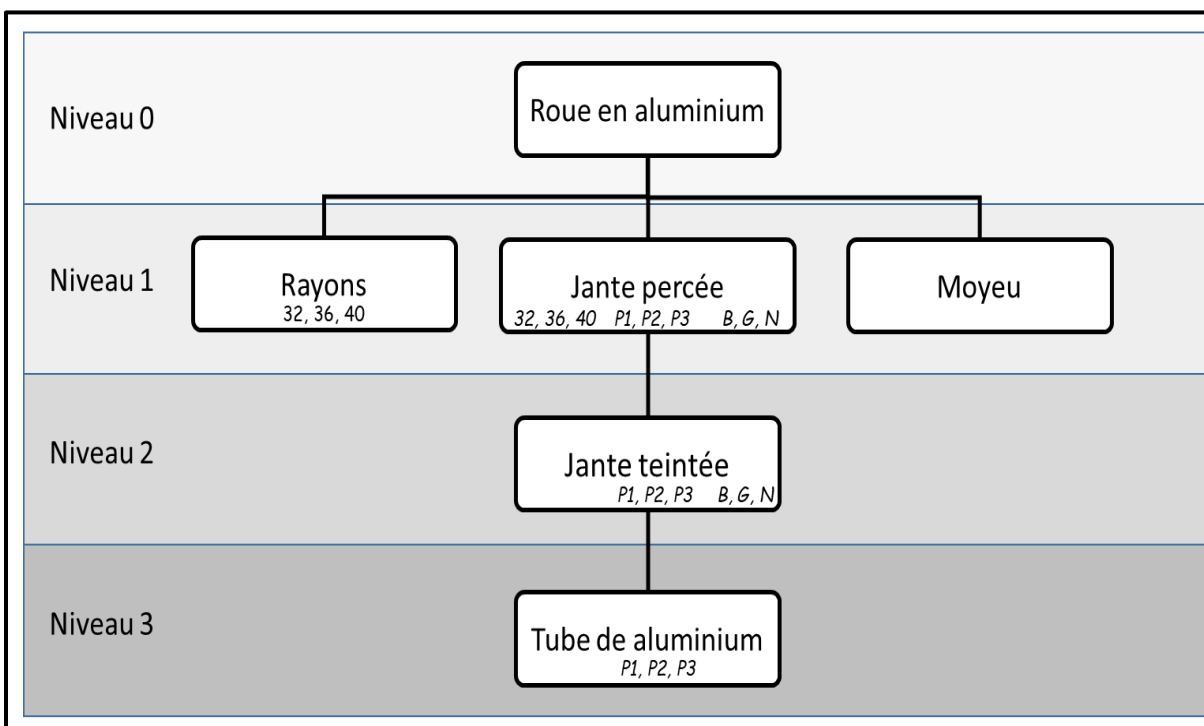 Niveau 0
Roue en aluminium
Niveau 1
Rayons
32, 36, 40
Jante percée
32, 36, 40 P1, P2, P3 B, G, N
Moyeu
Niveau 2
Jante teintée
P1, P2, P3 B, G, N
Niveau 3
Tube de aluminium
P1, P2, P3